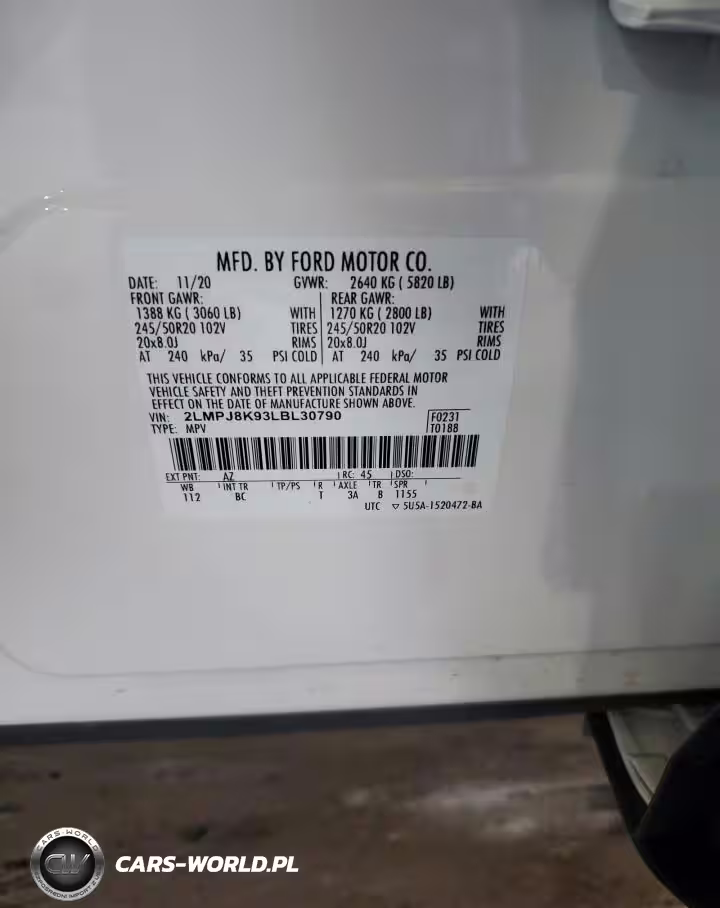 MFD. BY FORD MOTOR CO.
DATE: 11/20 GVWR: 2640 KG ( 5820 LB)
FRONT GAWR: REAR GAWR:
1388 KG ( 3060 LB) WITH 1270 KG ( 2800 LB) WITH
245/50R20 102V TIRES 245/50R20 102V TIRES
20x8.0J RIMS 20x8.0J RIMS
AT 240 kPa/ 35 PSI COLD AT 240 kPa/ 35 PSI COLD
THIS VEHICLE CONFORMS TO ALL APPLICABLE FEDERAL MOTOR
VEHICLE SAFETY AND THEFT PREVENTION STANDARDS IN
EFFECT ON THE DATE OF MANUFACTURE SHOWN ABOVE.
VIN: 2LMPJ8K93LBL30790 F0231
TYPE: MPV T0188
EXT PNT: AZ RC: 45 DSO:
WB INT TR TP/PS R AXLE TR SPR
112 BC T 3A B 1155
UTC ▽ 5U5A-1520472-BA
CARS-WORLD
CW
CARS-WORLD.PL